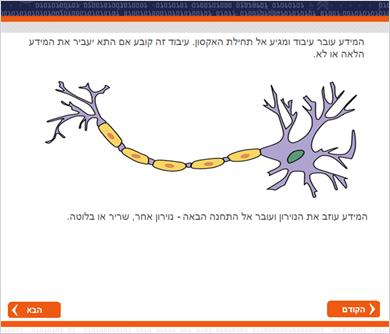 המידע עובר עיבוד ומגיע אל תחילת האקסון. עיבוד זה קובע אם התא יעביר את המידע
הלאה או לא.
המידע עוזב את הנוירון ועובר אל התחנה הבאה - נוירון אחר, שריר או בלוטה.
הקודם
הבא